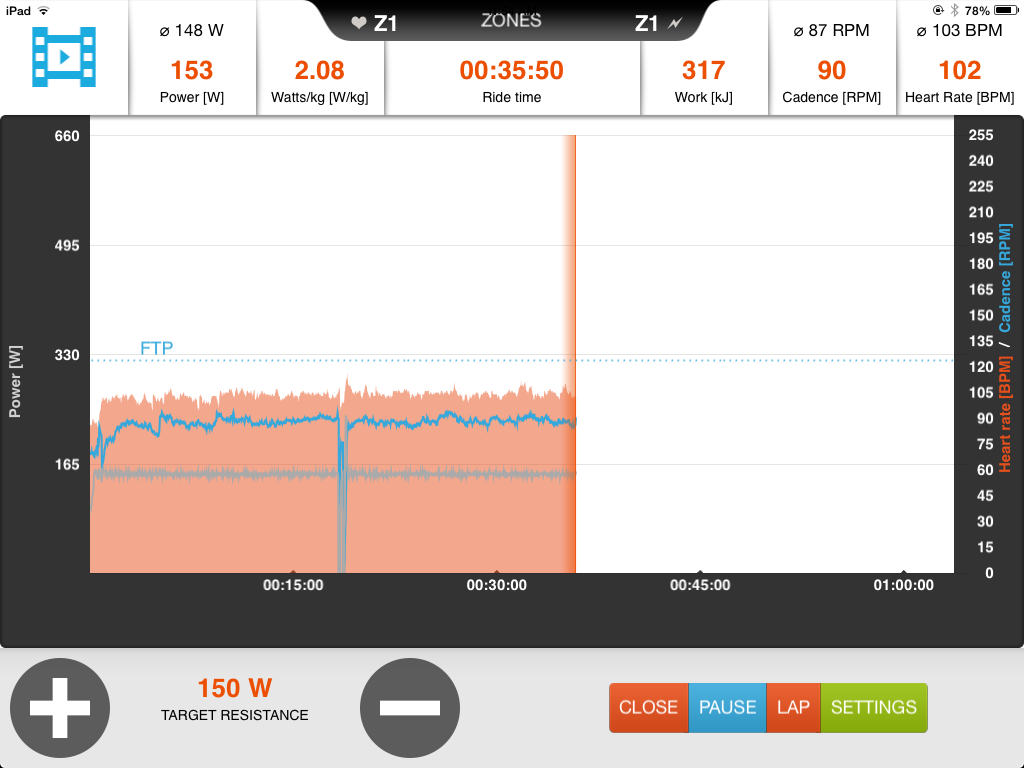 iPad
78%
Z1
ZONES
Z1
⌀ 148 W
153
Power [W]
2.08
Watts/kg [W/kg]
00:35:50
Ride time
317
Work [kJ]
⌀ 87 RPM
90
Cadence [RPM]
⌀ 103 BPM
102
Heart Rate [BPM]
660
495
330
165
Power [W]
FTP
255
240
225
210
195
180
165
150
135
120
105
90
75
60
45
30
15
0
Heart rate [BPM] / Cadence [RPM]
00:15:00
00:30:00
00:45:00
01:00:00
150 W
TARGET RESISTANCE
CLOSE
PAUSE
LAP
SETTINGS